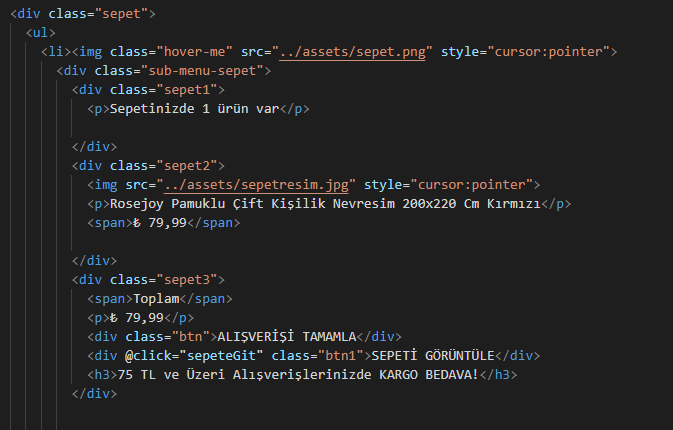 <div class="sepet">
<ul>
<li><img class="hover-me" src="../assets/sepet.png" style="cursor:pointer">
<div class="sub-menu-sepet">
<div class="sepet1">
<p>Sepetinizde 1 ürün var</p>
</div>
<div class="sepet2">
<img src="../assets/sepetresim.jpg" style="cursor:pointer">
<p>Rosejoy Pamuklu Çift Kişilik Nevresim 200x220 Cm Kırmızı</p>
<span>₺ 79,99</span>
</div>
<div class="sepet3">
<span>Toplam</span>
<p>₺ 79,99</p>
<div class="btn">ALIŞVERİŞİ TAMAMLA</div>
<div @click="sepeteGit" class="btn1">SEPETİ GÖRÜNTÜLE</div>
<h3>75 TL ve Üzeri Alışverişlerinizde KARGO BEDAVA!</h3>
</div>